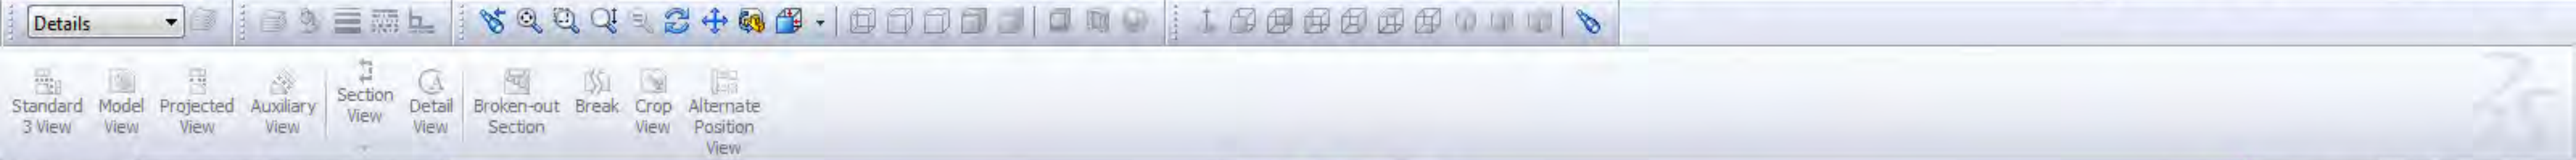 Details
Standard
3 View
Model
View
Projected
View
Auxiliary
View
Section
View
Detail
View
Broken-out
Section
Break
Crop
View
Alternate
Position
View